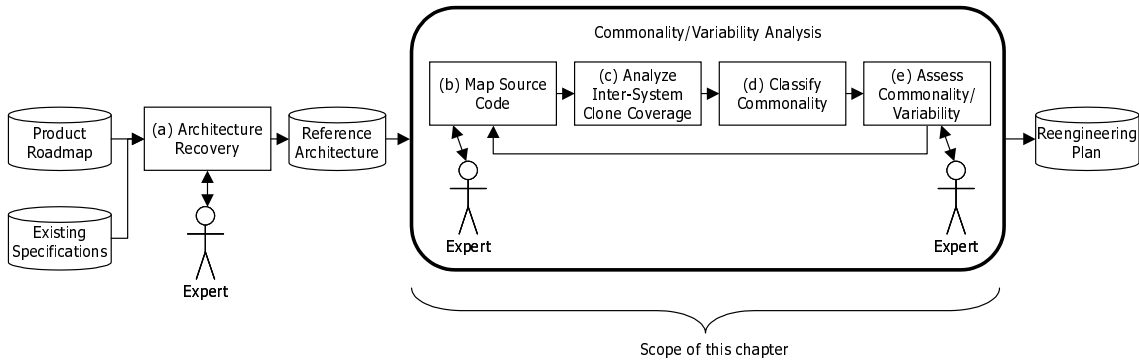 Product
Roadmap
Existing
Specifications
(a) Architecture
Recovery
Expert
Reference
Architecture
Commonality/Variability Analysis
(b) Map Source
Code
(c) Analyze
Inter-System
Clone Coverage
(d) Classify
Commonality
(e) Assess
Commonality/
Variability
Expert
Expert
Reengineering
Plan
Scope of this chapter